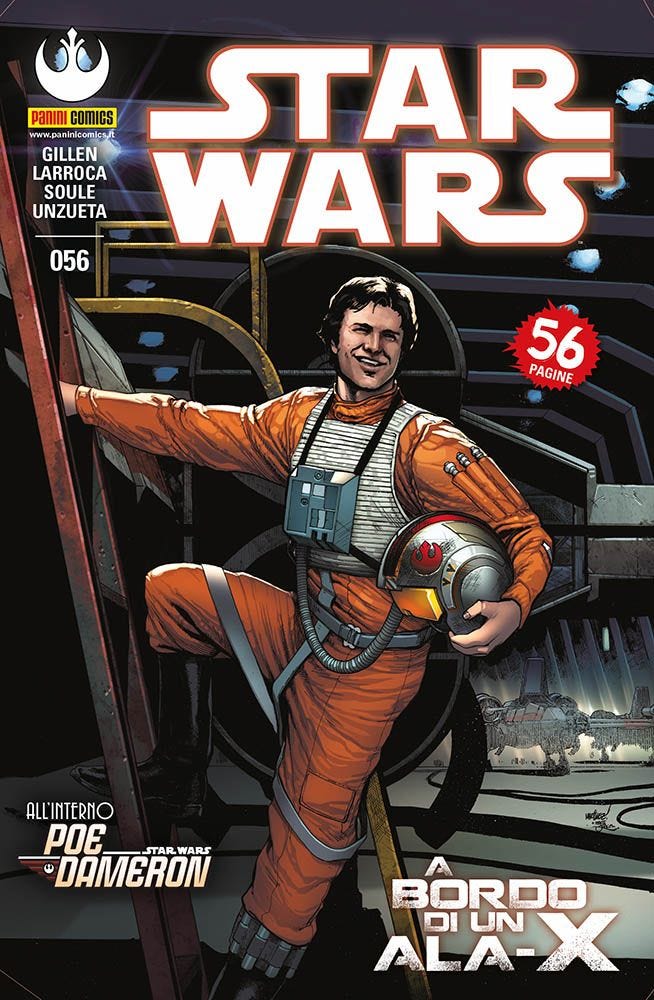 STAR
WARS
PANINI COMICS
www.paninicomics.it
GILLEN
LARROCA
SOULE
UNZUETA
056
56
PAGINE
ALL'INTERNO
STAR WARS
POE
DAMERON
A
BORDO
DI UN
ALA-X